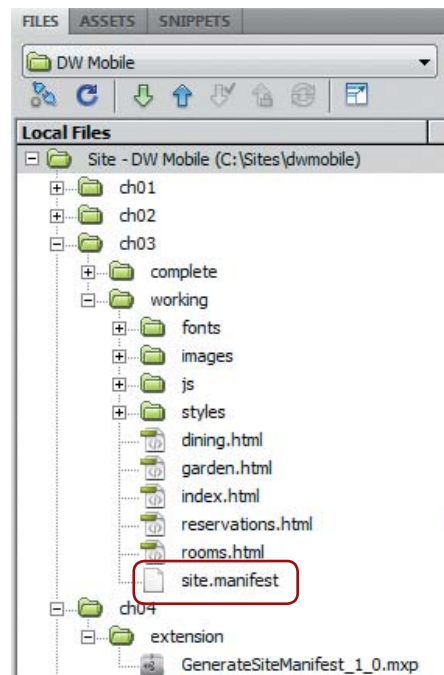 FILES ASSETS SNIPPETS
DW Mobile
Local Files
Site - DW Mobile (C:\Sites\dwmobile)
ch01
ch02
ch03
complete
working
fonts
images
js
styles
dining.html
garden.html
index.html
reservations.html
rooms.html
site.manifest
ch04
extension
GenerateSiteManifest_1_0.mxp